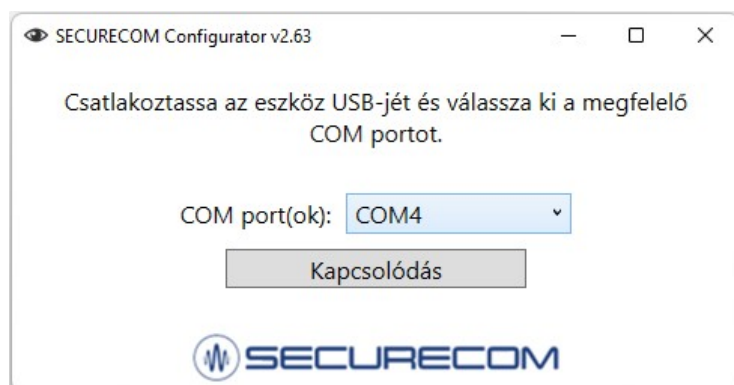 SECURECOM Configurator v2.63
Csatlakoztassa az eszköz USB-jét és válassza ki a megfelelő
COM portot.
COM port(ok): COM4
Kapcsolódás
SECURECOM